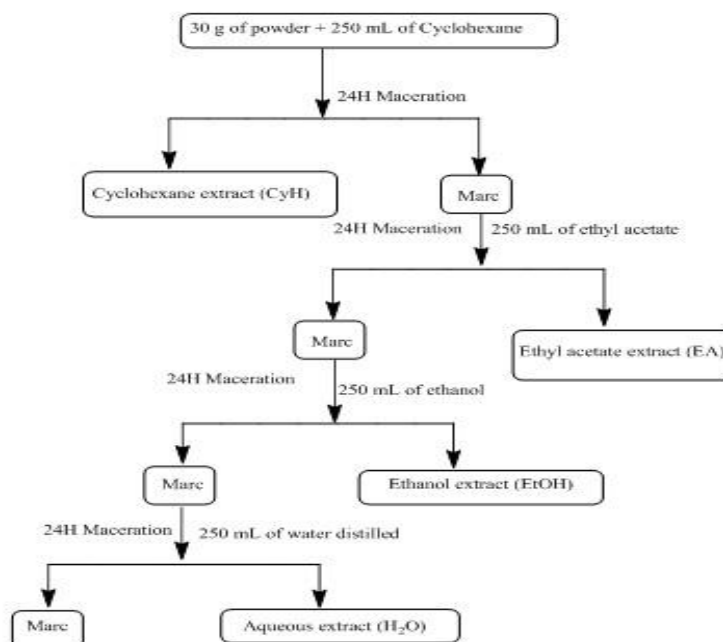 30 g of powder + 250 mL of Cyclohexane
24H Maceration
Cyclohexane extract (CyH)
Marc
24H Maceration
250 mL of ethyl acetate
Marc
Ethyl acetate extract (EA)
24H Maceration
250 mL of ethanol
Marc
Ethanol extract (EtOH)
24H Maceration
250 mL of water distilled
Marc
Aqueous extract (H₂O)